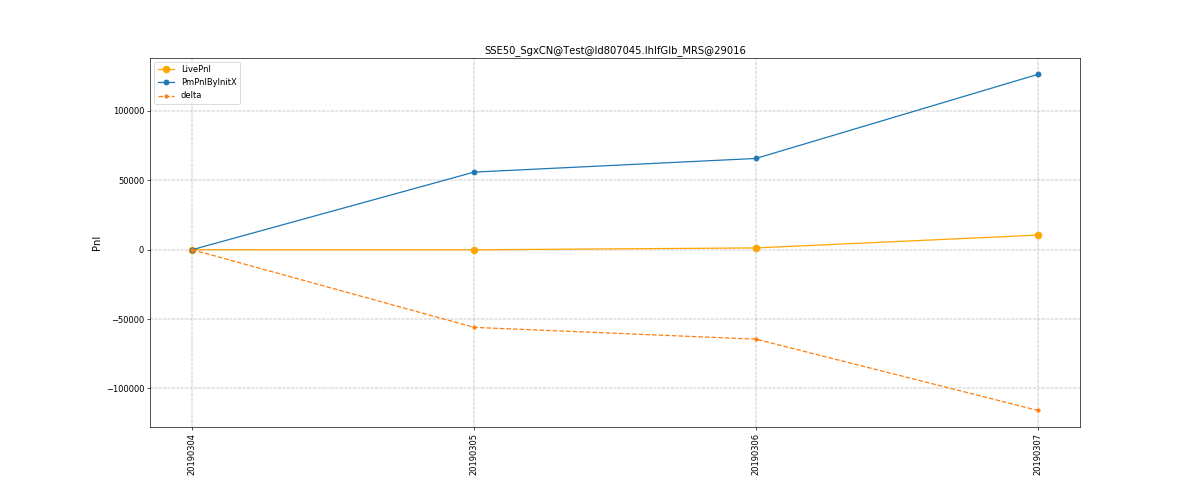 SSE50_SgxCN@Test@Id807045.IhIfGlb_MRS@29016
LivePnl
PmPnlByInitX
delta
Pnl
100000
50000
0
−50000
−100000
20190304
20190305
20190306
20190307